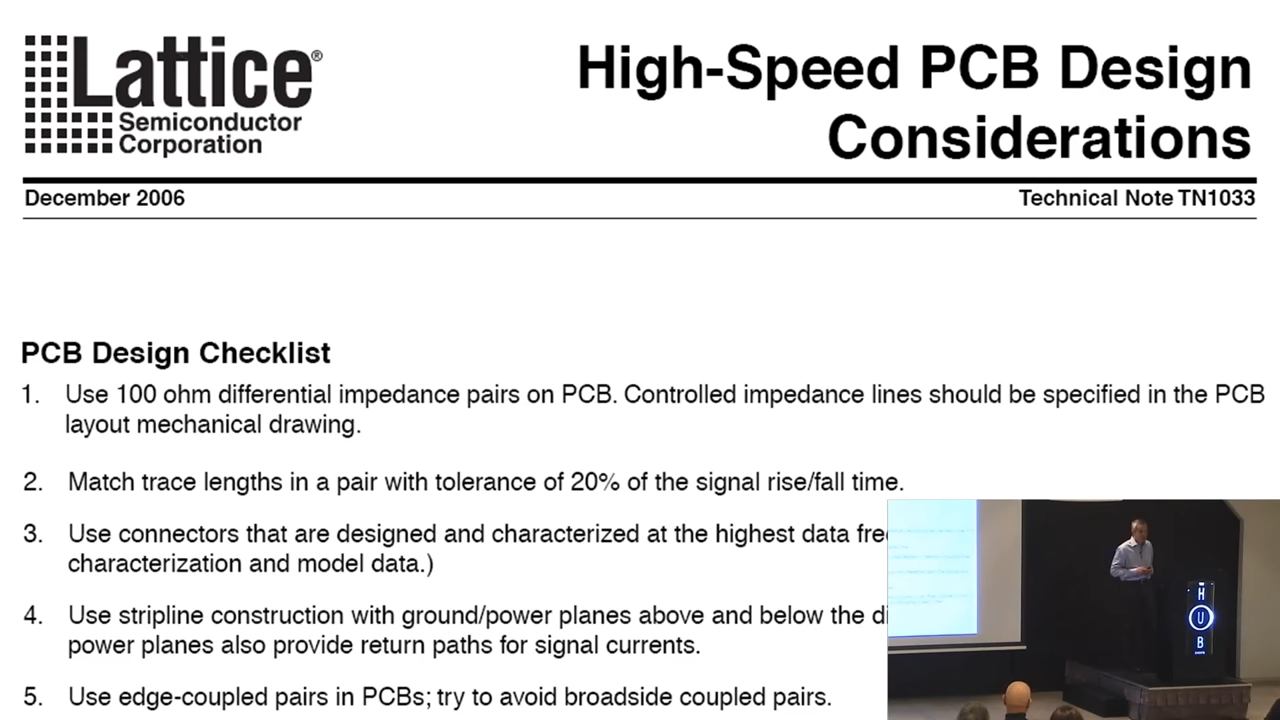 Lattice®
Semiconductor
Corporation
High-Speed PCB Design
Considerations
December 2006
Technical Note TN1033
PCB Design Checklist
1. Use 100 ohm differential impedance pairs on PCB. Controlled impedance lines should be specified in the PCB
layout mechanical drawing.
2. Match trace lengths in a pair with tolerance of 20% of the signal rise/fall time.
3. Use connectors that are designed and characterized at the highest data
characterization and model data.)
4. Use stripline construction with ground/power planes above and below the
power planes also provide return paths for signal currents.
5. Use edge-coupled pairs in PCBs; try to avoid broadside coupled pairs.
H
U
B